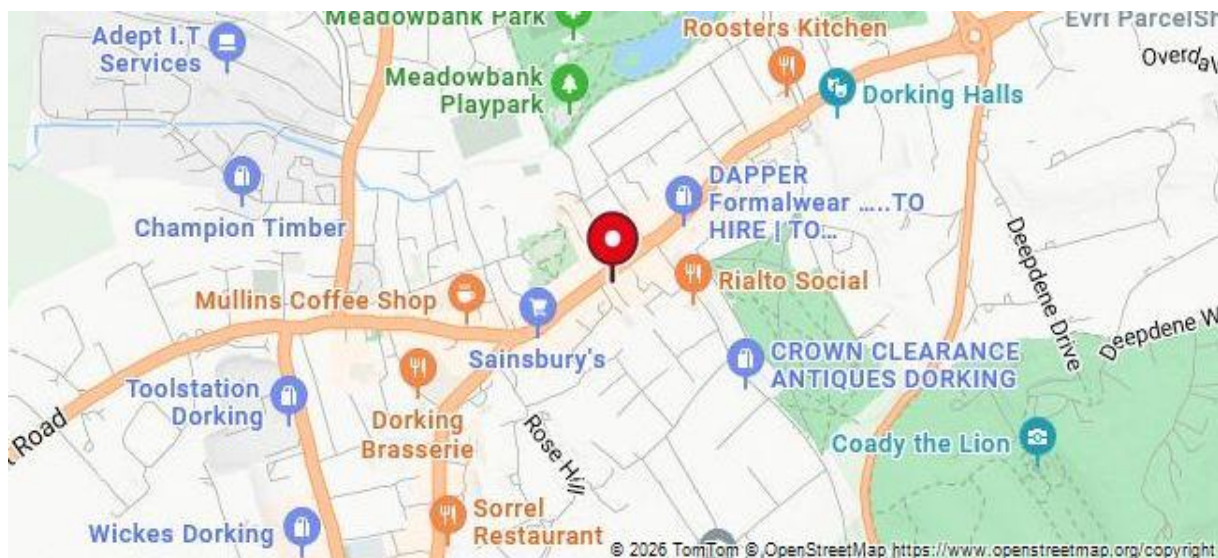 Meadowbank Park
Evri ParcelSh
Adept I.T
Services
Roosters Kitchen
Overda
Meadowbank
Playpark
Dorking Halls
DAPPER
Formalwear .....TO
HIRE | TO...
Champion Timber
Deepdene Drive
Rialto Social
Mullins Coffee Shop
Deepdene W
Sainsbury's
CROWN CLEARANCE
ANTIQUES DORKING
Toolstation
Dorking
t Road
Dorking
Brasserie
Rose Hill
Coady the Lion
Sorrel
Restaurant
Wickes Dorking
© 2026 TomTom © OpenStreetMap https://www.openstreetmap.org/copyright